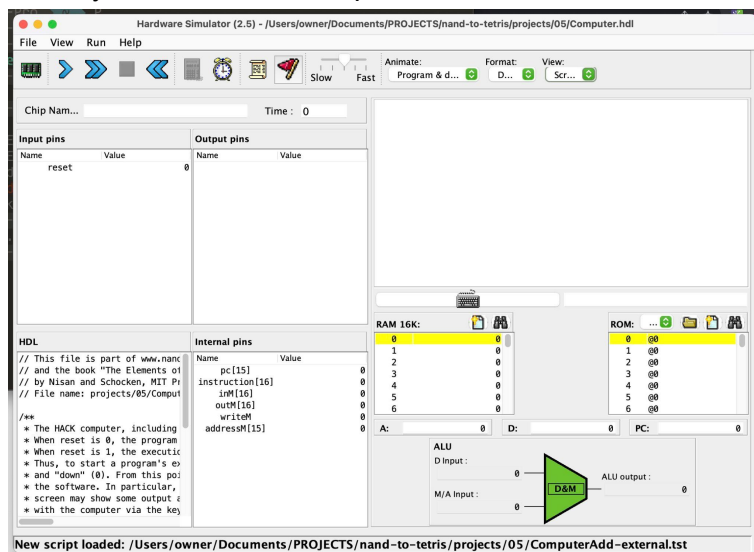 Hardware Simulator (2.5) - /Users/owner/Documents/PROJECTS/nand-to-tetris/projects/05/Computer.hdl
File View Run Help
Slow Fast
Animate: Format: View:
Program & d... D... Scr...
Chip Nam... Time : 0
Input pins Output pins
Name Value Name Value
reset 0
RAM 16K: ROM: ...
0 0 0 @0
1 0 1 @0
2 0 2 @0
3 0 3 @0
4 0 4 @0
5 0 5 @0
6 0 6 @0
HDL Internal pins
// This file is part of www.nand
// and the book "The Elements of
// by Nisan and Schocken, MIT Pr
// File name: projects/05/Comput
/**
* The HACK computer, including
* When reset is 0, the program
* When reset is 1, the executio
* Thus, to start a program's ex
* and "down" (0). From this poi
* the software. In particular,
* screen may show some output a
* with the computer via the key
Name Value
pc[15] 0
instruction[16] 0
inM[16] 0
outM[16] 0
writeM 0
addressM[15] 0
A: 0 D: 0 PC: 0
ALU
D Input :
0
M/A Input :
0
D&M
ALU output :
0
New script loaded: /Users/owner/Documents/PROJECTS/nand-to-tetris/projects/05/ComputerAdd-external.tst